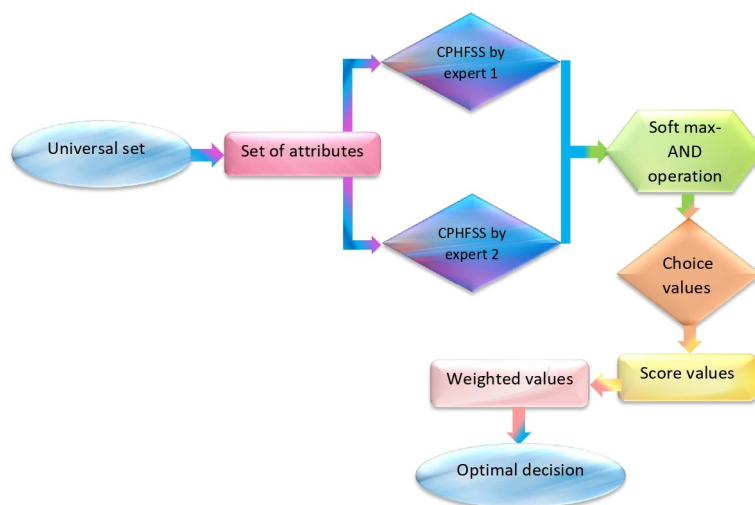 Universal set
Set of attributes
CPHFSS by
expert 1
CPHFSS by
expert 2
Soft max-
AND
operation
Choice
values
Score values
Weighted values
Optimal decision